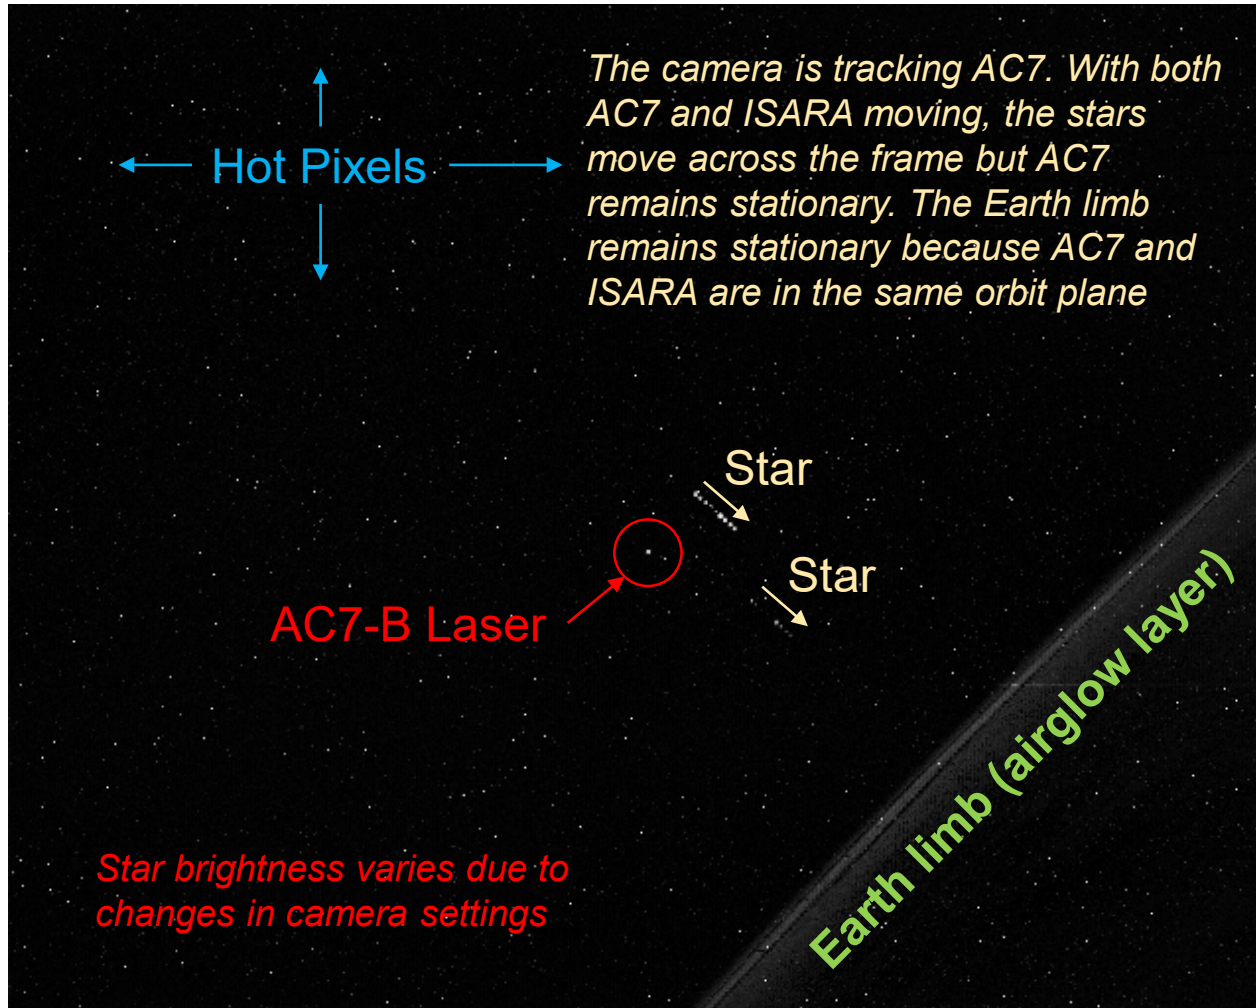 The camera is tracking AC7. With both
AC7 and ISARA moving, the stars
move across the frame but AC7
remains stationary. The Earth limb
remains stationary because AC7 and
ISARA are in the same orbit plane
Hot Pixels
Star
Star
AC7-B Laser
Earth limb (airglow layer)
Star brightness varies due to
changes in camera settings